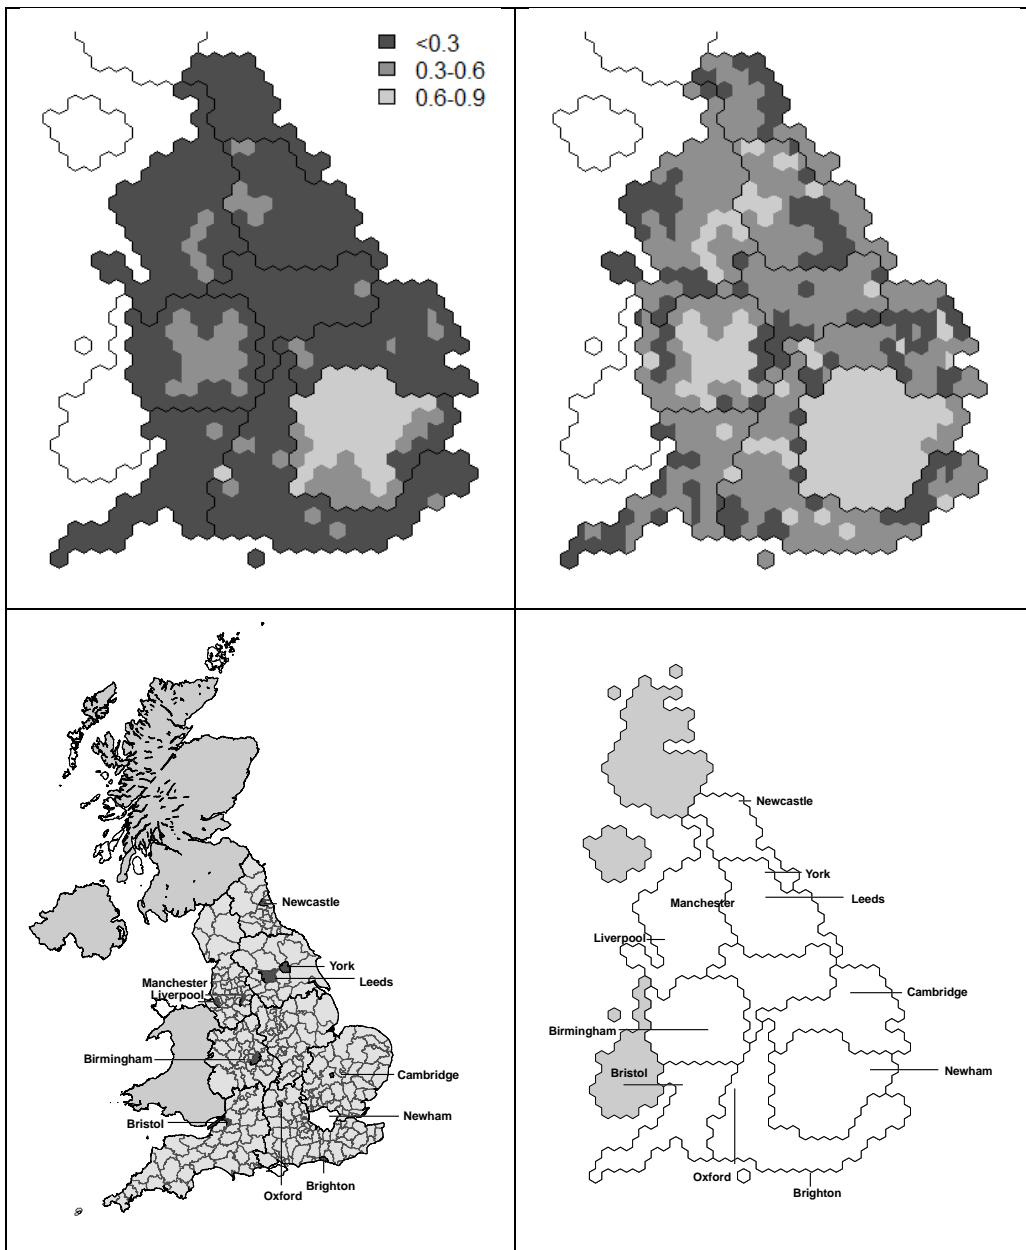 <0.3
0.3-0.6
0.6-0.9
Newcastle
York
Leeds
Manchester
Liverpool
Birmingham
Cambridge
Newham
Bristol
Oxford
Brighton
Newcastle
York
Leeds
Manchester
Liverpool
Cambridge
Birmingham
Bristol
Newham
Oxford
Brighton